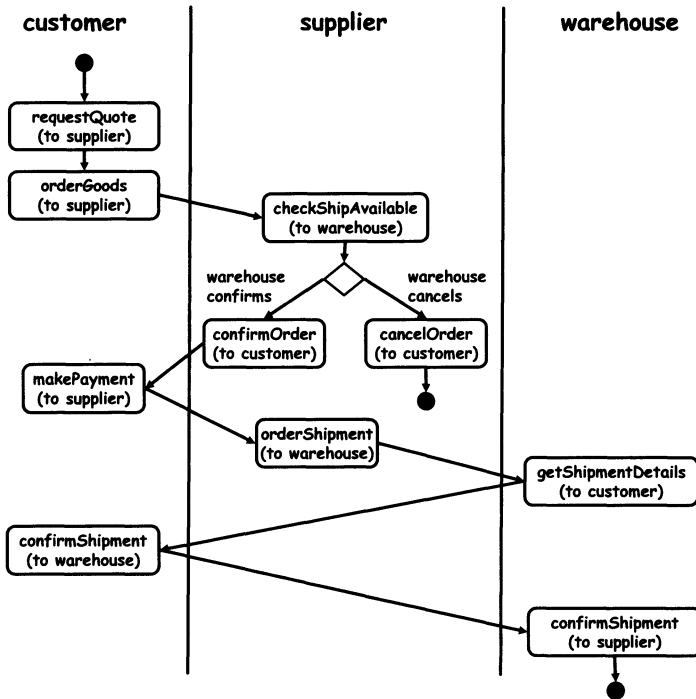 customer
supplier
warehouse
requestQuote
(to supplier)
orderGoods
(to supplier)
checkShipAvailable
(to warehouse)
warehouse
confirms
warehouse
cancels
confirmOrder
(to customer)
cancelOrder
(to customer)
makePayment
(to supplier)
orderShipment
(to warehouse)
getShipmentDetails
(to customer)
confirmShipment
(to warehouse)
confirmShipment
(to supplier)